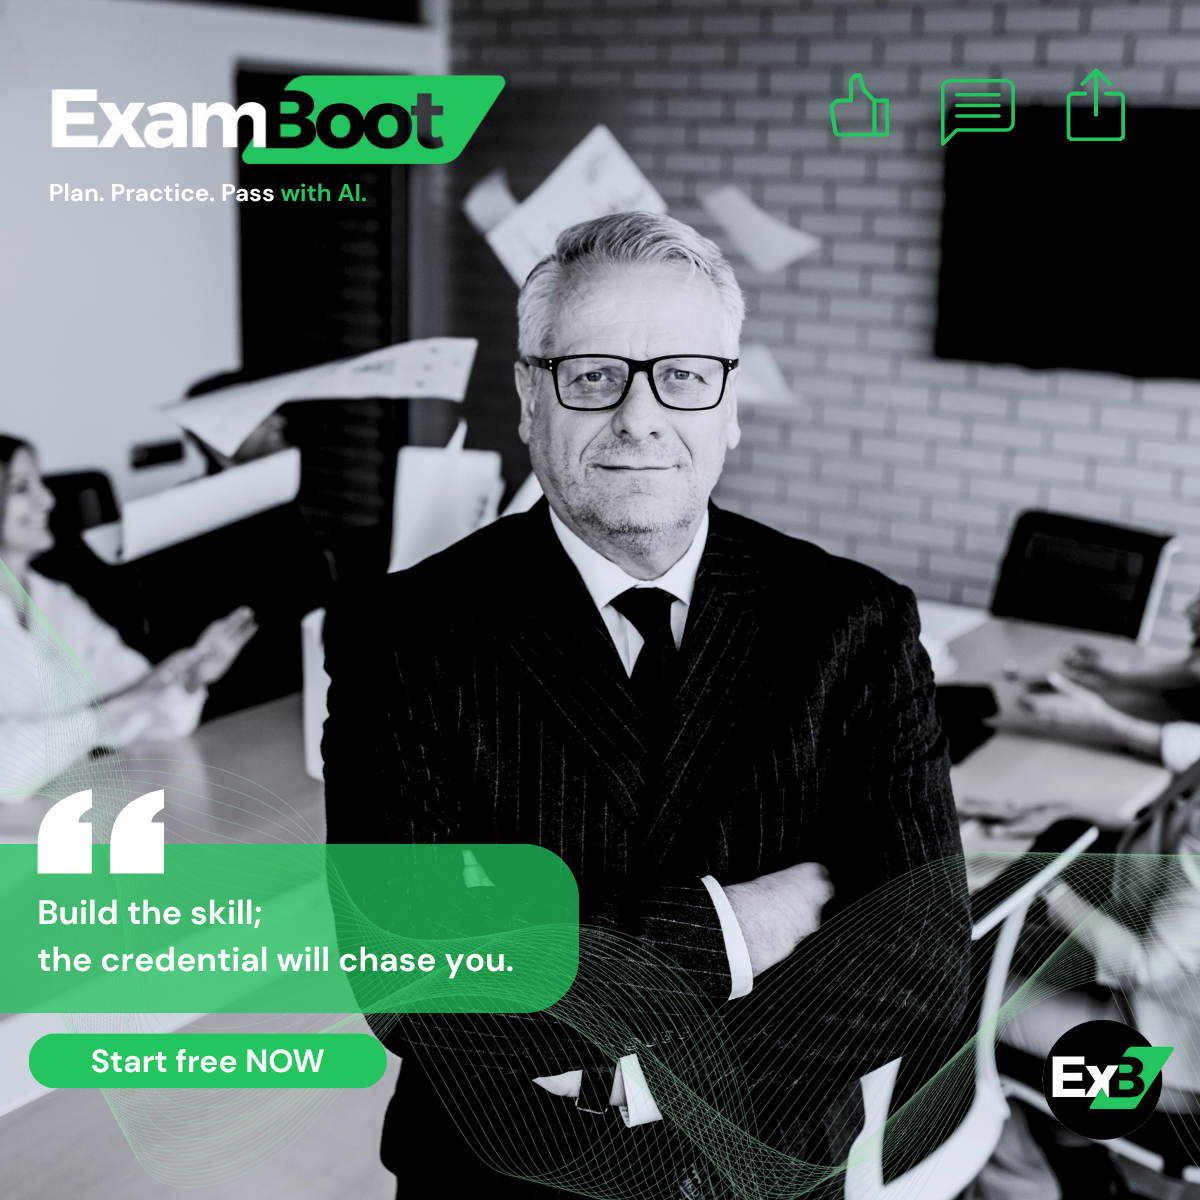 ExamBoot
Plan. Practice. Pass with AI.
Build the skill;
the credential will chase you.
Start free NOW
ExB